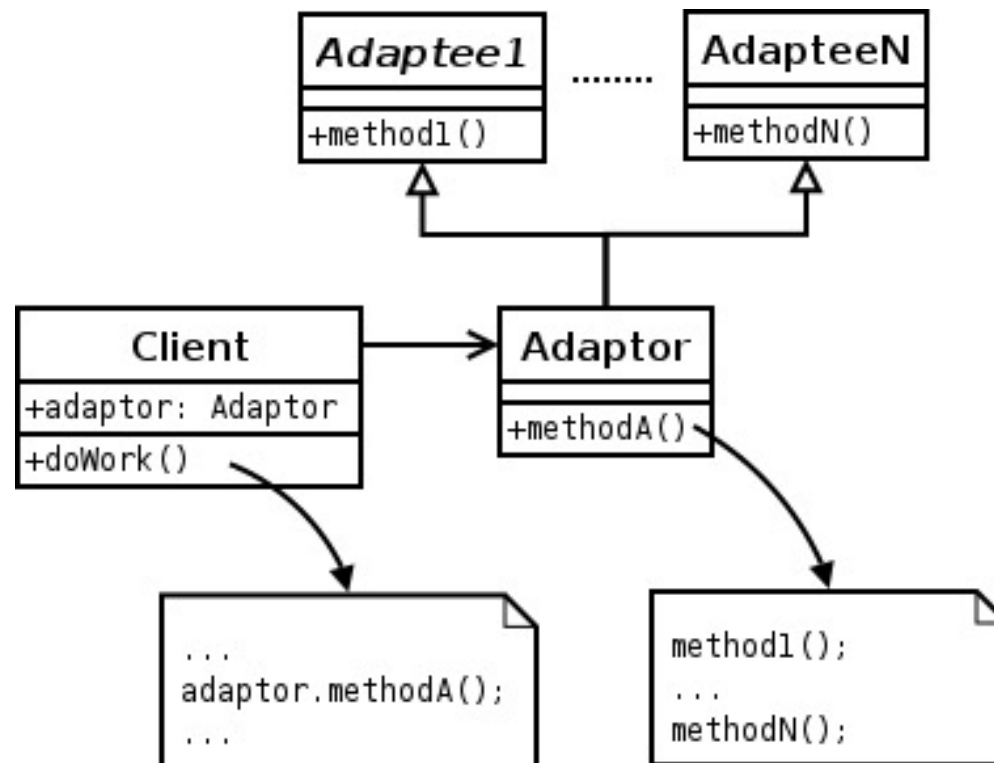 Adaptee1
........
AdapteeN
+method1()
+methodN()
Client
Adaptor
+adaptor: Adaptor
+methodA()
+doWork()
...
adaptor.methodA();
...
method1();
...
methodN();